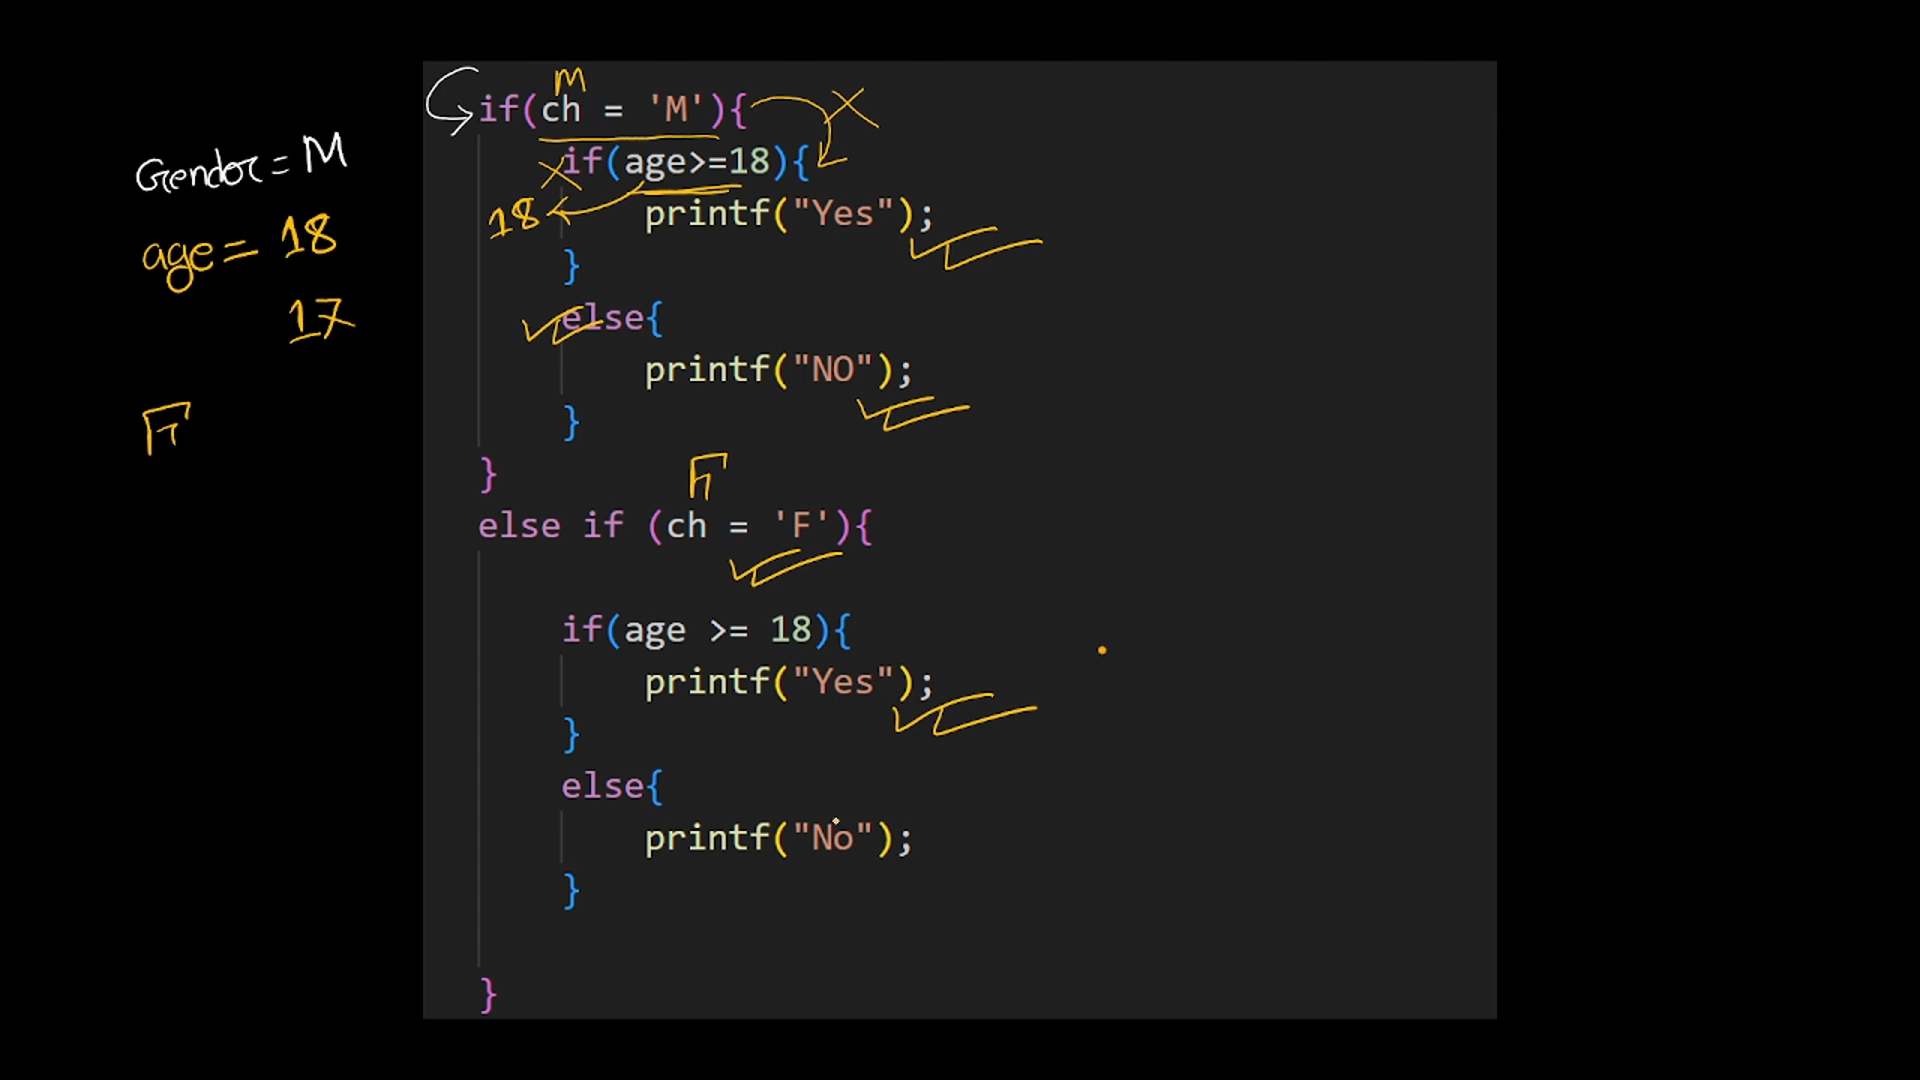 Gender = M
age = 18
17
F
M
if(ch = 'M'){
if(age>=18){
18
printf("Yes");
}
else{
printf("NO");
}
}
F
else if (ch = 'F'){
if(age >= 18){
printf("Yes");
}
else{
printf("No");
}
}